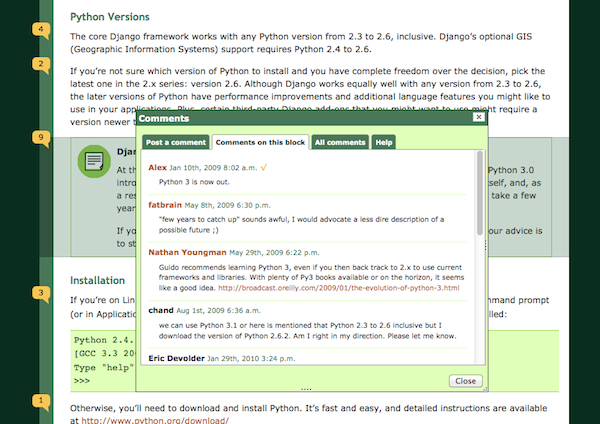 Python Versions
4
The core Django framework works with any Python version from 2.3 to 2.6, inclusive. Django's optional GIS
(Geographic Information Systems) support requires Python 2.4 to 2.6.
2
If you're not sure which version of Python to install and you have complete freedom over the decision, pick the
latest one in the 2.x series: version 2.6. Although Django works equally well with any version from 2.3 to 2.6,
the later versions of Python have performance improvements and additional language features you might like to
use in your applications. Plus, certain third-party Django add-ons that you might want to use might require a
version newer t
Comments
Post a comment Comments on this block All comments Help
9
Djan
At th
Python 3.0
intro
self, and, as
a res
take a few
year
If yo
our advice is
to st
Alex Jan 10th, 2009 8:02 a.m. √
Python 3 is now out.
fatbrain May 8th, 2009 6:30 p.m.
"few years to catch up" sounds awful, I would advocate a less dire description of a
possible future ;)
Nathan Youngman May 29th, 2009 6:22 p.m.
Guido recommends learning Python 3, even if you then back track to 2.x to use current
frameworks and libraries. With plenty of Py3 books available or on the horizon, it seems
like a good idea. http://broadcast.oreilly.com/2009/01/the-evolution-of-python-3.html
chand Aug 1st, 2009 6:36 a.m.
we can use Python 3.1 or here is mentioned that Python 2.3 to 2.6 inclusive but I
download the version of Python 2.6.2. Am I right in my direction. Please let me know.
Eric Devolder Jan 29th, 2010 3:24 p.m.
Close
Installation
3
If you're on Lin
mmand prompt
(or in Applicatio
lled:
Python 2.4.
[GCC 3.3 20
Type "help"
>>>
1
Otherwise, you'll need to download and install Python. It's fast and easy, and detailed instructions are available
at http://www.python.org/download/